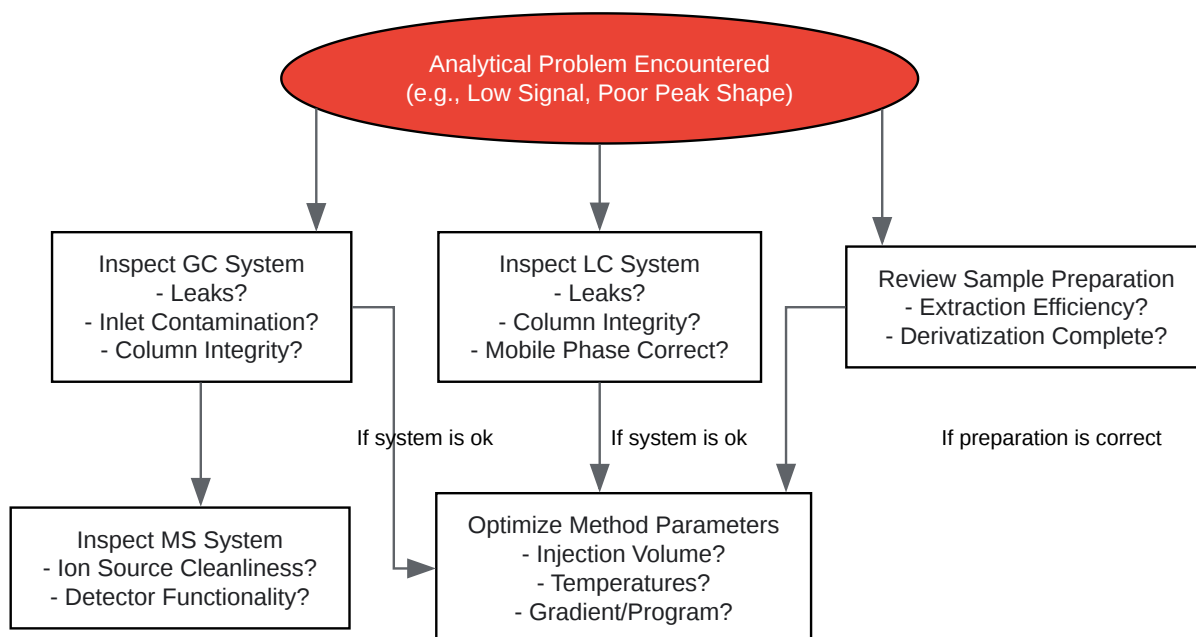 Analytical Problem Encountered
(e.g., Low Signal, Poor Peak Shape)
Inspect GC System
- Leaks?
- Inlet Contamination?
- Column Integrity?
Inspect LC System
- Leaks?
- Column Integrity?
- Mobile Phase Correct?
Review Sample Preparation
- Extraction Efficiency?
- Derivatization Complete?
If system is ok
If system is ok
If preparation is correct
Inspect MS System
- Ion Source Cleanliness?
- Detector Functionality?
Optimize Method Parameters
- Injection Volume?
- Temperatures?
- Gradient/Program?